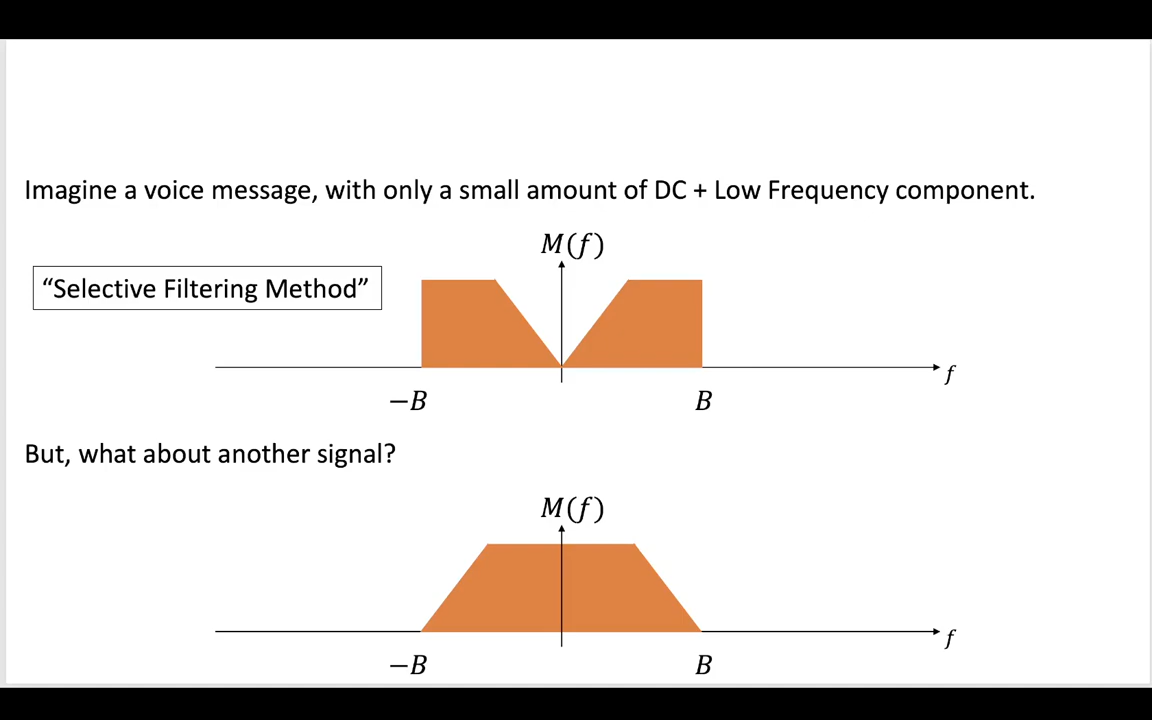 Imagine a voice message, with only a small amount of DC + Low Frequency component.
M(f)
“Selective Filtering Method”
f
−B
B
But, what about another signal?
M(f)
f
−B
B